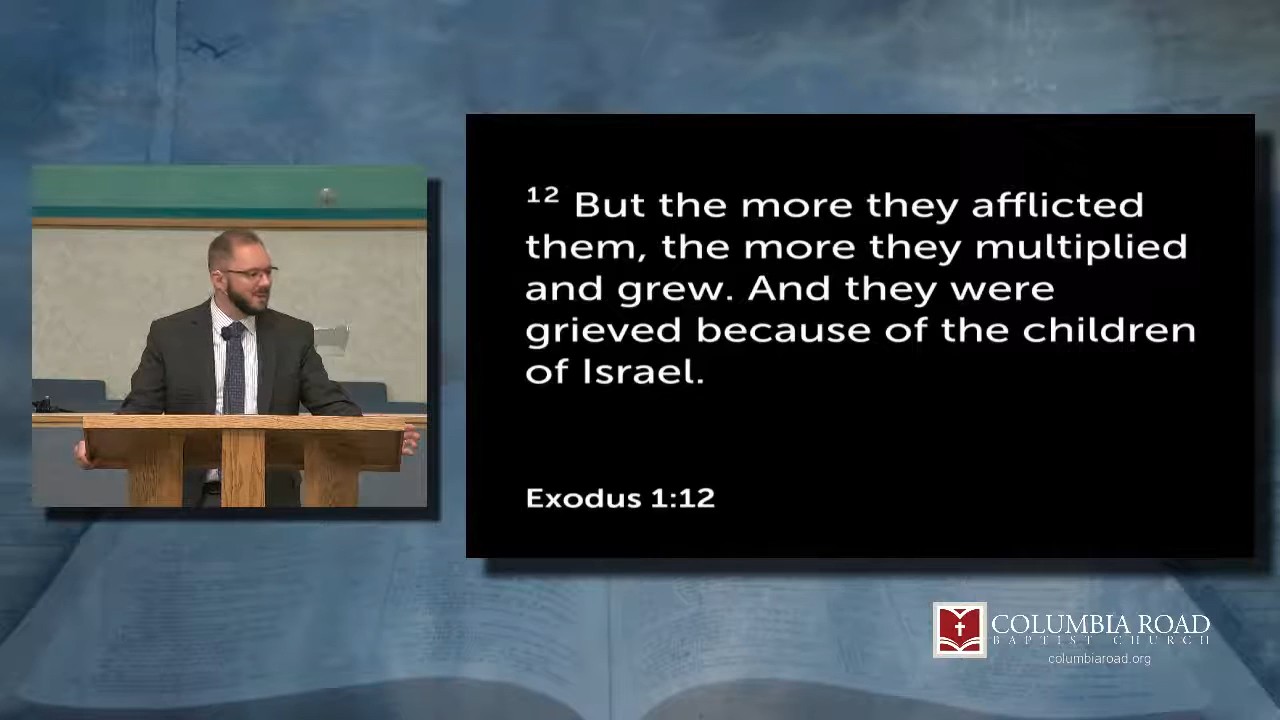 12 But the more they afflicted
them, the more they multiplied
and grew. And they were
grieved because of the children
of Israel.
Exodus 1:12
COLUMBIA ROAD
BAPTIST CHURCH
columbiaroad.org